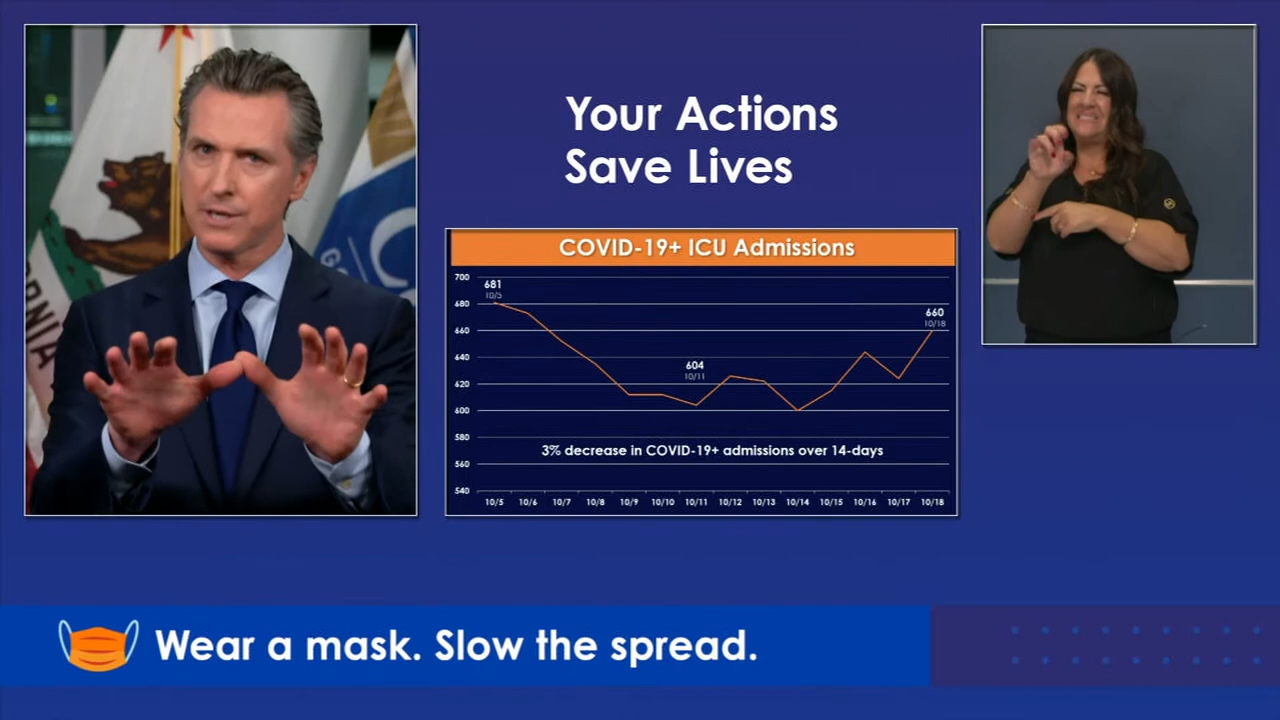 Your Actions
Save Lives
COVID-19+ ICU Admissions
700
680
660
640
620
600
580
560
540
681
10/5
604
10/11
660
10/18
3% decrease in COVID-19+ admissions over 14-days
10/5 10/6 10/7 10/8 10/9 10/10 10/11 10/12 10/13 10/14 10/15 10/16 10/17 10/18
Wear a mask. Slow the spread.